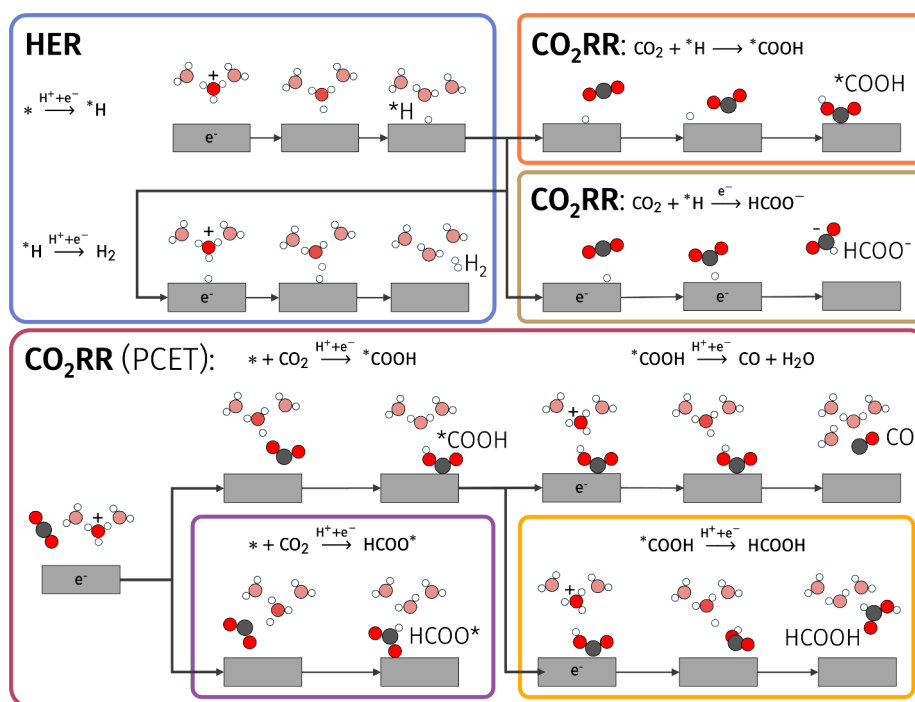 HER
* H⁺+e⁻ ⟶ *H
+
*H
e⁻
*H H⁺+e⁻ ⟶ H₂
+
H₂
e⁻
CO₂RR: CO₂ + *H ⟶ *COOH
*COOH
CO₂RR: CO₂ + *H e⁻ ⟶ HCOO⁻
-
HCOO⁻
e⁻ e⁻
CO₂RR (PCET):
* + CO₂ H⁺+e⁻ ⟶ *COOH
*COOH H⁺+e⁻ ⟶ CO + H₂O
*COOH
+
CO
e⁻
+
e⁻
* + CO₂ H⁺+e⁻ ⟶ HCOO*
HCOO*
*COOH H⁺+e⁻ ⟶ HCOOH
+
HCOOH
e⁻